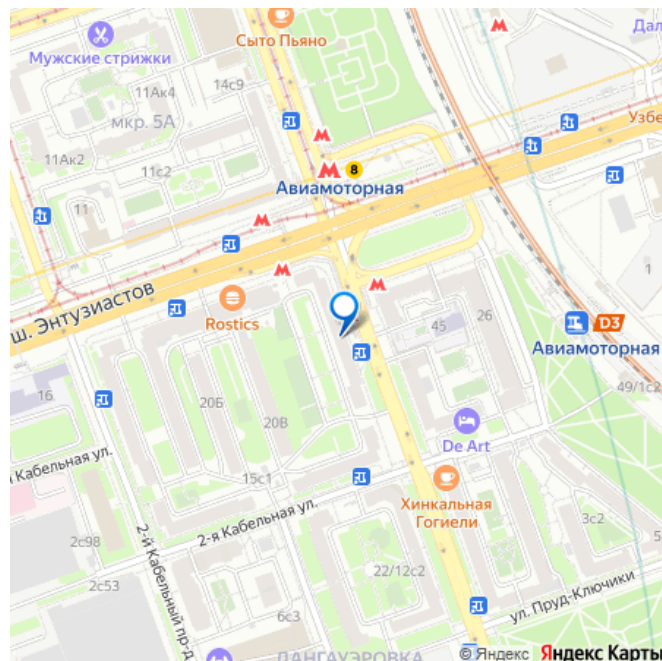 Сыто Пьяно
Мужские стрижки
14с9
11Ак4
мкр. 5А
Узбе
11Ак2
11с2
8
Авиамоторная
11
1
ш. Энтузиастов
Rostics
45
26
D3
Авиамоторная
49/1с2
16
20Б
20В
De Art
Кабельная ул.
15с1
Хинкальная
Гогиели
2-я Кабельная ул.
2с98
2-й Кабельный пр-д
3с2
22/12с2
2с53
ул. Пруд-Ключики
6с3
ЛАНГАУЭРОВКА
© Яндекс Яндекс Карты